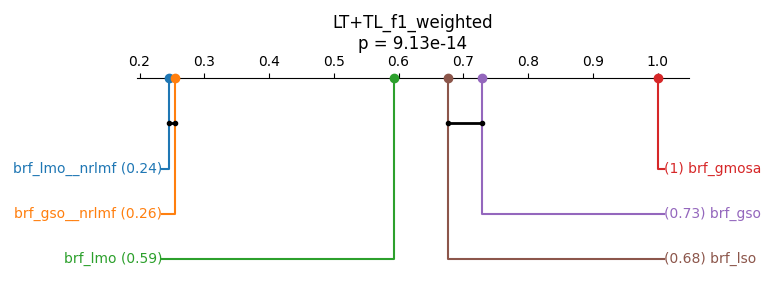 LT+TL_f1_weighted
p = 9.13e-14
0.2 0.3 0.4 0.5 0.6 0.7 0.8 0.9 1.0
brf_lmo__nrlmf (0.24) (1) brf_gmosa
brf_gso__nrlmf (0.26) (0.73) brf_gso
brf_lmo (0.59) (0.68) brf_lso